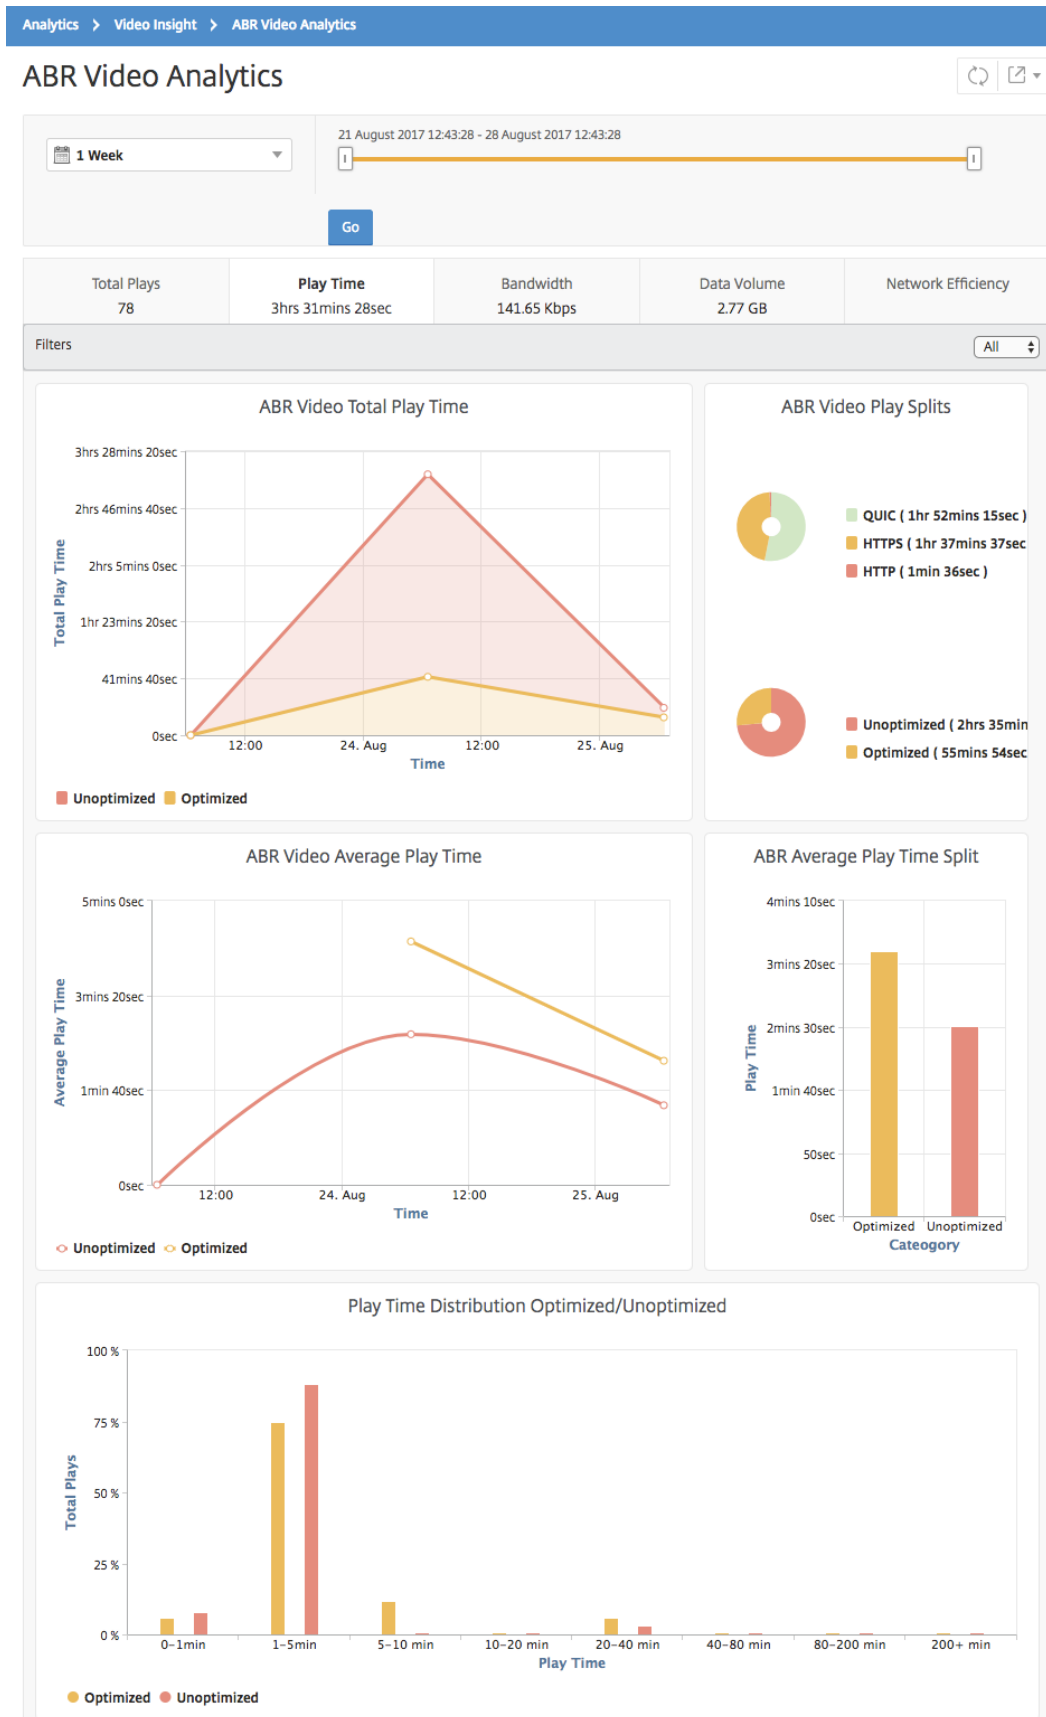 Analytics > Video Insight > ABR Video Analytics
ABR Video Analytics
1 Week
21 August 2017 12:43:28 - 28 August 2017 12:43:28
Go
Total Plays
78
Play Time
3hrs 31mins 28sec
Bandwidth
141.65 Kbps
Data Volume
2.77 GB
Network Efficiency
Filters
All
ABR Video Total Play Time
3hrs 28mins 20sec
2hrs 46mins 40sec
2hrs 5mins 0sec
1hr 23mins 20sec
41mins 40sec
0sec
Total Play Time
12:00
24. Aug
12:00
25. Aug
Time
Unoptimized
Optimized
ABR Video Play Splits
QUIC ( 1hr 52mins 15sec )
HTTPS ( 1hr 37mins 37sec
HTTP ( 1min 36sec )
Unoptimized ( 2hrs 35min
Optimized ( 55mins 54sec
ABR Video Average Play Time
5mins 0sec
3mins 20sec
1min 40sec
0sec
Average Play Time
12:00
24. Aug
12:00
25. Aug
Time
Unoptimized
Optimized
ABR Average Play Time Split
4mins 10sec
3mins 20sec
2mins 30sec
1min 40sec
50sec
0sec
Play Time
Optimized
Unoptimized
Cateogory
Play Time Distribution Optimized/Unoptimized
100 %
75 %
50 %
25 %
0 %
Total Plays
0-1min
1-5min
5-10 min
10-20 min
20-40 min
40-80 min
80-200 min
200+ min
Play Time
Optimized
Unoptimized